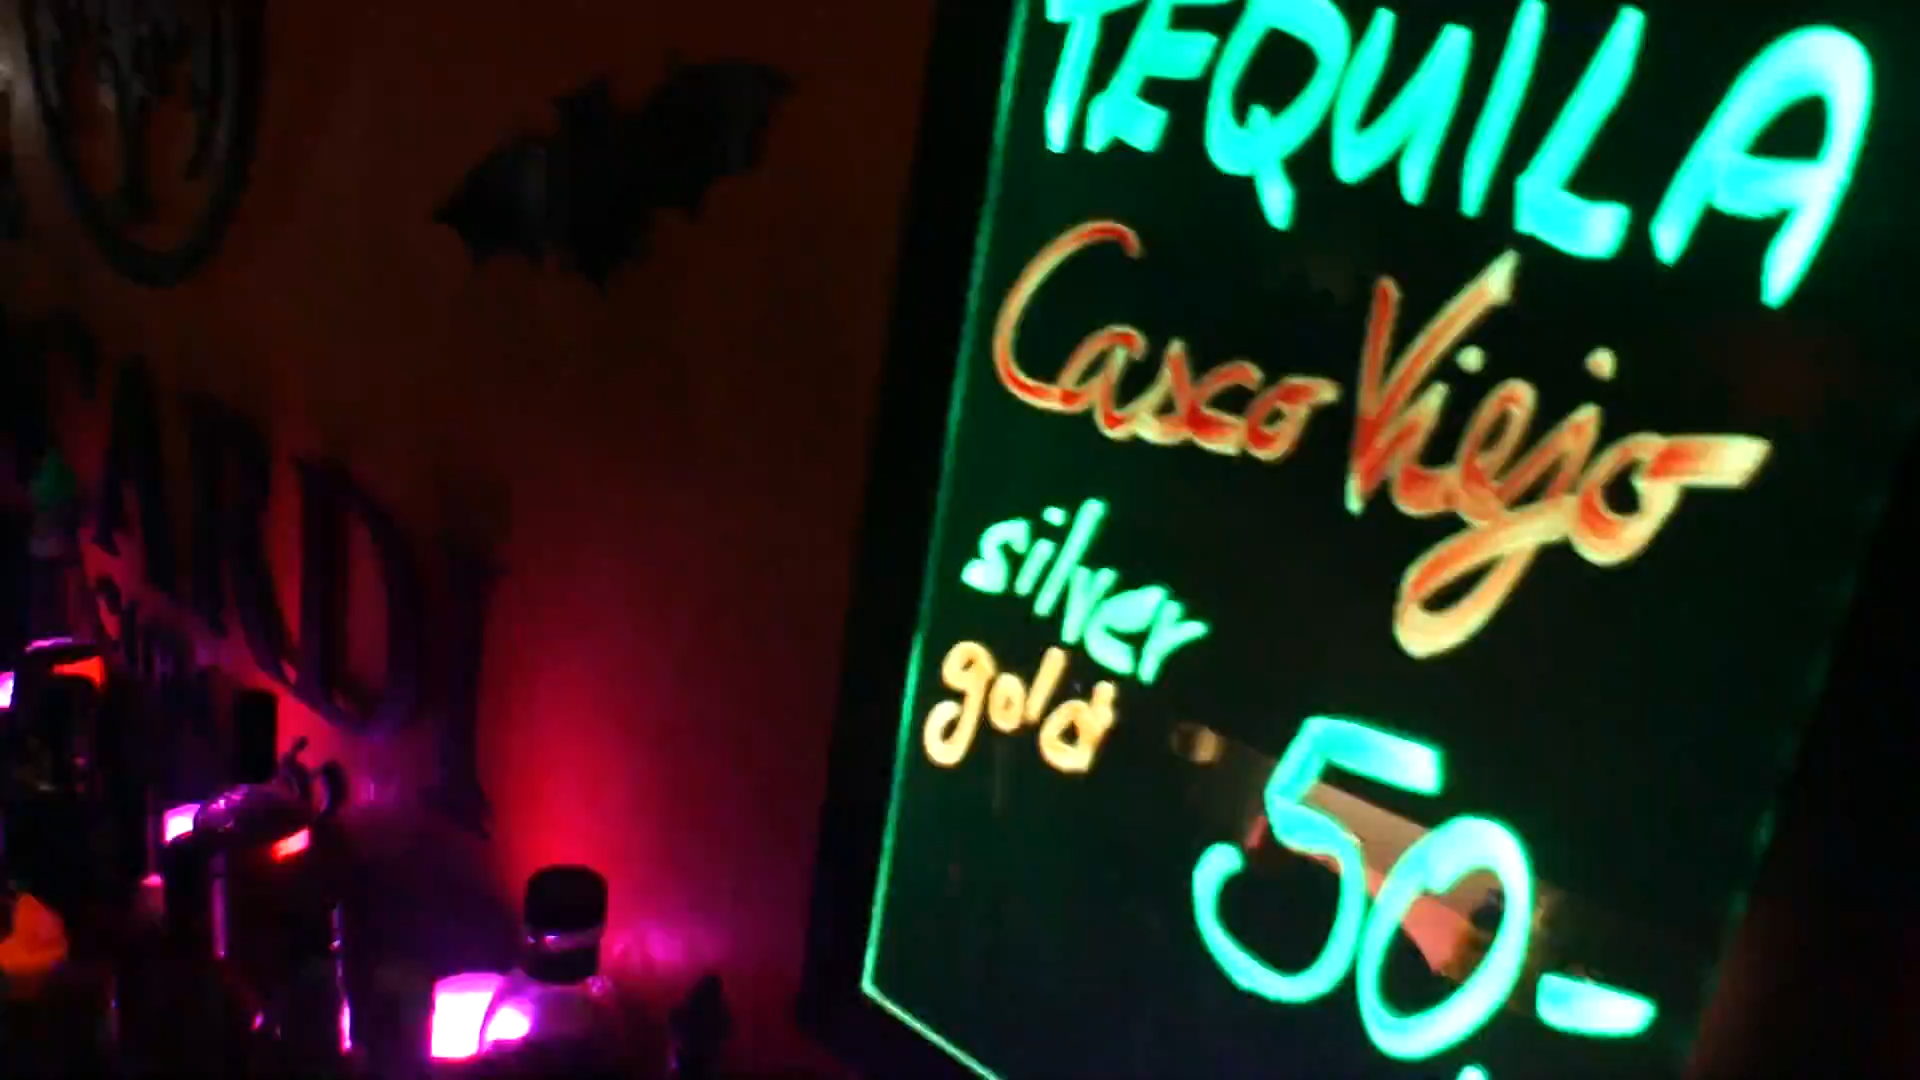 TEQUILA
Casco Viejo
silver
gold
50-